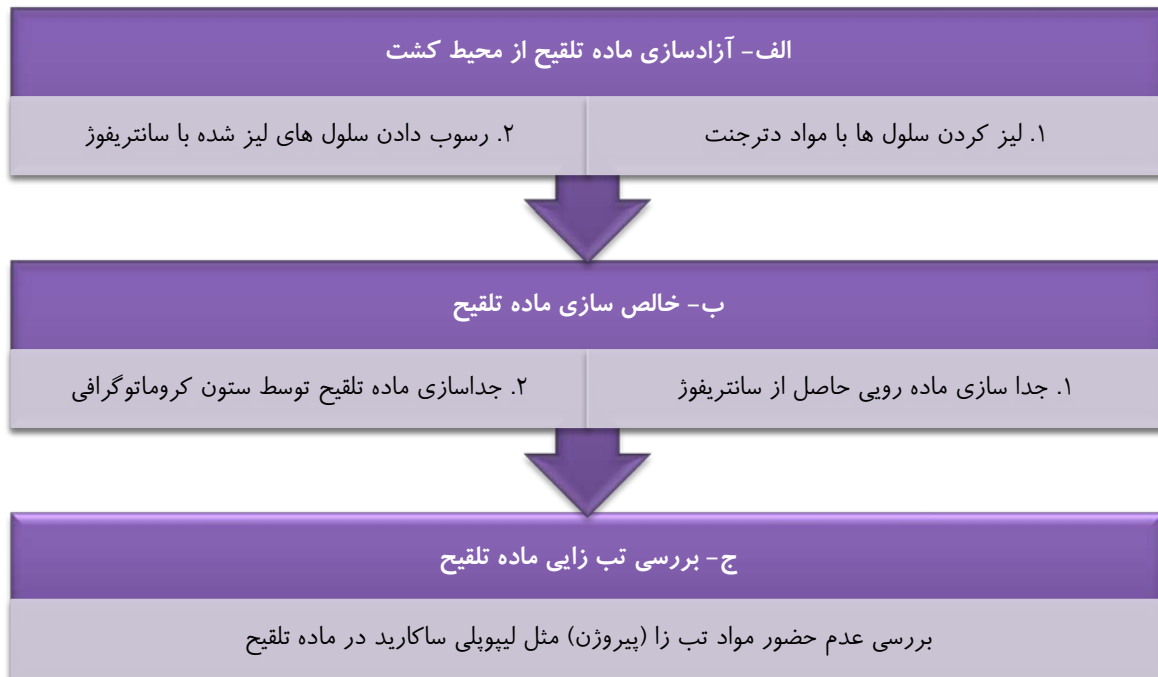 الف- آزادسازی ماده تلقیح از محیط کشت
۱. لیز کردن سلول ها با مواد دترجنت
۲. رسوب دادن سلول های لیز شده با سانتریفوژ
ب- خالص سازی ماده تلقیح
۱. جدا سازی ماده رویی حاصل از سانتریفوژ
۲. جداسازی ماده تلقیح توسط ستون کروماتوگرافی
ج- بررسی تب زایی ماده تلقیح
بررسی عدم حضور مواد تب زا (پیروژن) مثل لیپوپلی ساکارید در ماده تلقیح